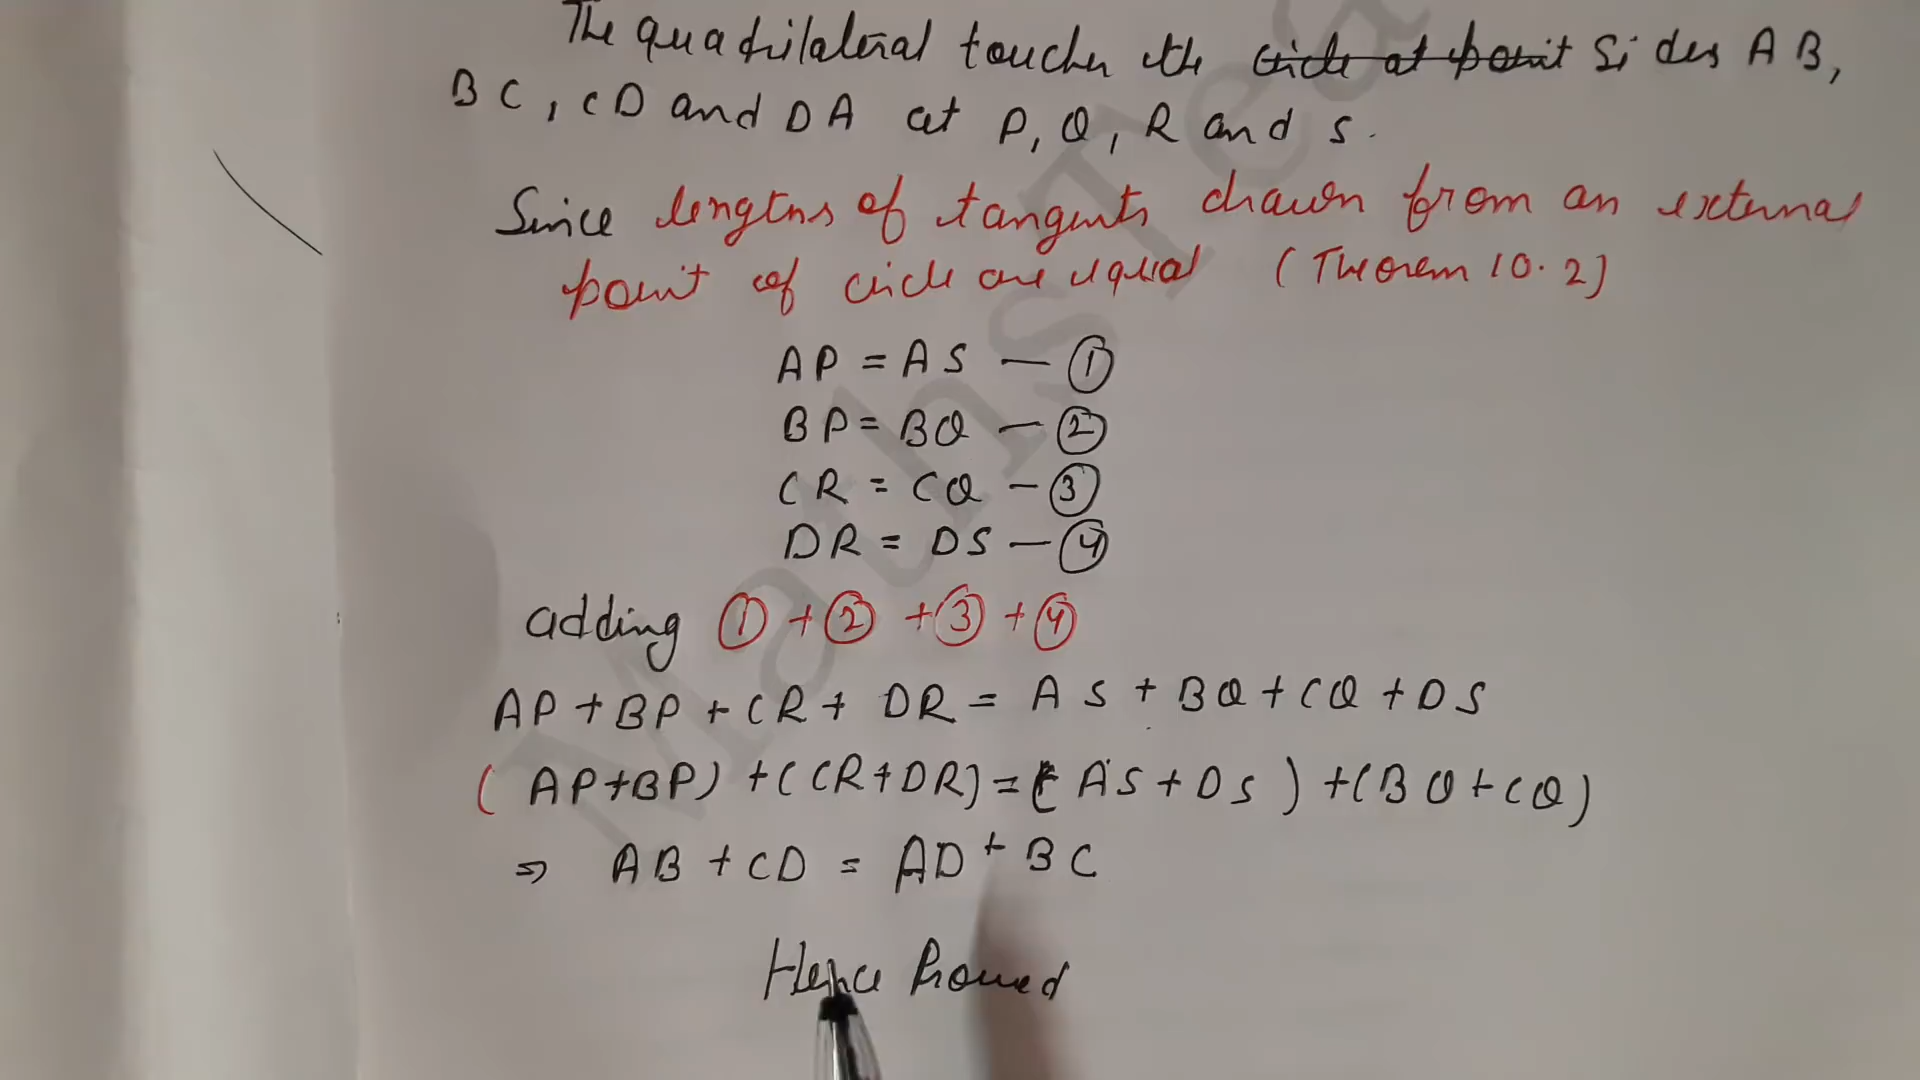 The quadrilateral touches the circle at point Sides AB,
BC, CD and DA at P, Q, R and S.
Since lengths of tangents drawn from an external
point of circle are equal (Theorem 10.2)
AP = AS — ①
BP = BQ — ②
CR = CQ — ③
DR = DS — ④
adding ① + ② + ③ + ④
AP + BP + CR + DR = AS + BQ + CQ + DS
(AP+BP) + (CR+DR) = (AS + DS) + (BQ + CQ)
⇒ AB + CD = AD + BC
Hence Proved
Maths Tea